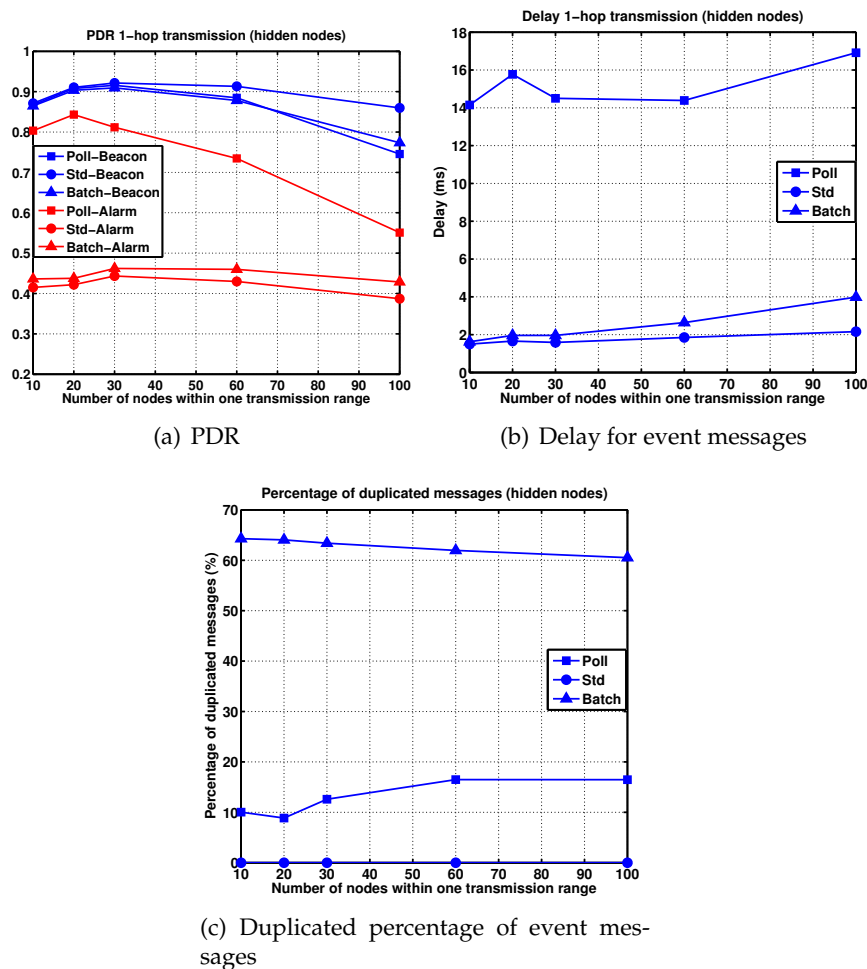 PDR 1−hop transmission (hidden nodes)
1
0.9
0.8
0.7
0.6
0.5
0.4
0.3
0.2
Poll−Beacon
Std−Beacon
Batch−Beacon
Poll−Alarm
Std−Alarm
Batch−Alarm
10 20 30 40 50 60 70 80 90 100
Number of nodes within one transmission range
(a) PDR
Delay 1−hop transmission (hidden nodes)
Delay (ms)
18
16
14
12
10
8
6
4
2
0
Poll
Std
Batch
10 20 30 40 50 60 70 80 90 100
Number of nodes within one transmission range
(b) Delay for event messages
Percentage of duplicated messages (hidden nodes)
Percentage of duplicated messages (%)
70
60
50
40
30
20
10
0
Poll
Std
Batch
10 20 30 40 50 60 70 80 90 100
Number of nodes within one transmission range
(c) Duplicated percentage of event mes-
sages